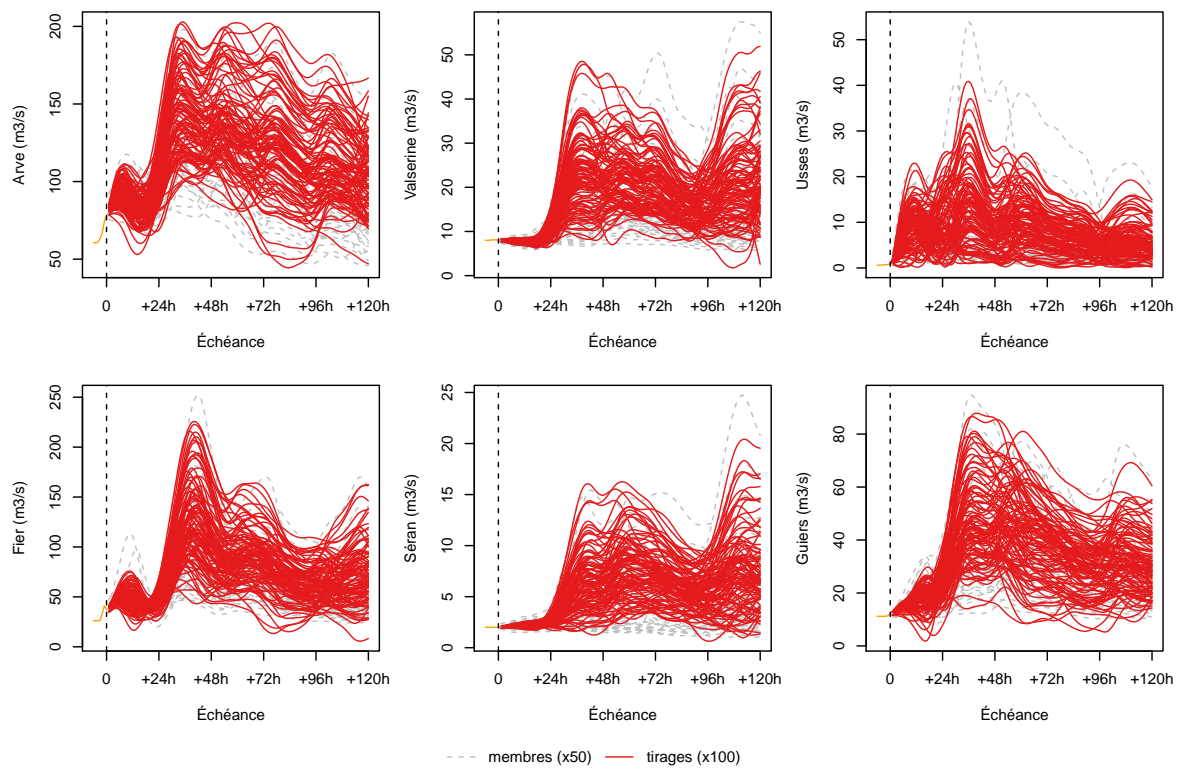 Arve (m3/s)
50 100 150 200
0 +24h +48h +72h +96h +120h
Échéance
Valserine (m3/s)
0 10 20 30 40 50
0 +24h +48h +72h +96h +120h
Échéance
Usses (m3/s)
0 10 20 30 40 50
0 +24h +48h +72h +96h +120h
Échéance
Fier (m3/s)
0 50 100 150 200 250
0 +24h +48h +72h +96h +120h
Échéance
Séran (m3/s)
0 5 10 15 20 25
0 +24h +48h +72h +96h +120h
Échéance
Guiers (m3/s)
0 20 40 60 80
0 +24h +48h +72h +96h +120h
Échéance
membres (x50) tirages (x100)